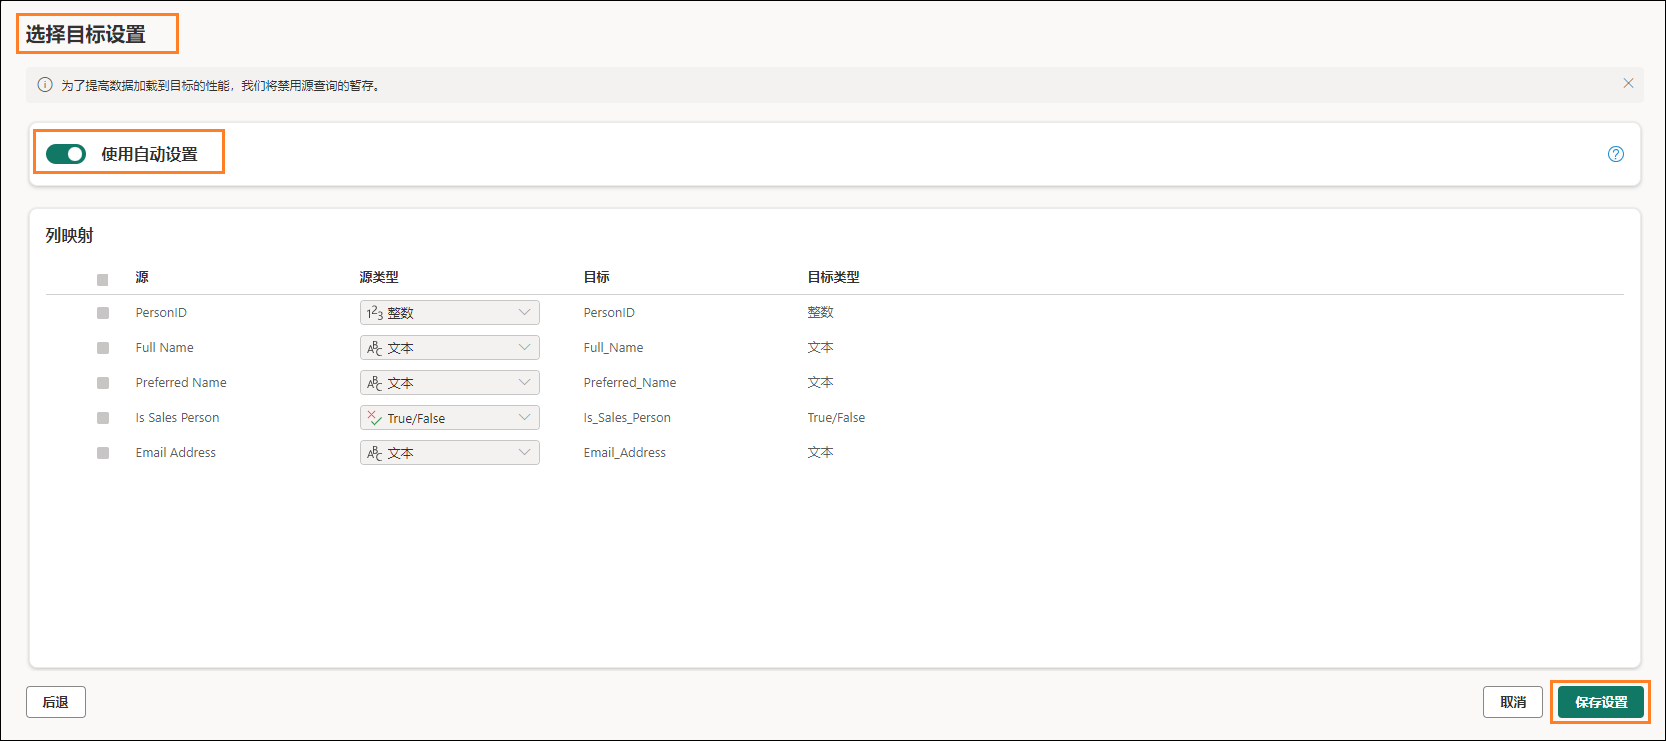 选择目标设置
为了提高数据加载到目标的性能，我们将禁用源查询的暂存。
使用自动设置
列映射
源 源类型 目标 目标类型
PersonID 123 整数 PersonID 整数
Full Name ABC 文本 Full_Name 文本
Preferred Name ABC 文本 Preferred_Name 文本
Is Sales Person True/False Is_Sales_Person True/False
Email Address ABC 文本 Email_Address 文本
后退 取消 保存设置